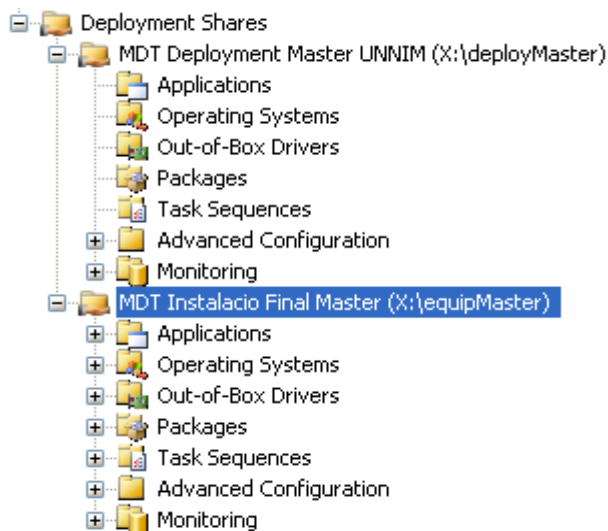 Deployment Shares
MDT Deployment Master UNNIM (X:\deployMaster)
Applications
Operating Systems
Out-of-Box Drivers
Packages
Task Sequences
Advanced Configuration
Monitoring
MDT Instalacio Final Master (X:\equipMaster)
Applications
Operating Systems
Out-of-Box Drivers
Packages
Task Sequences
Advanced Configuration
Monitoring